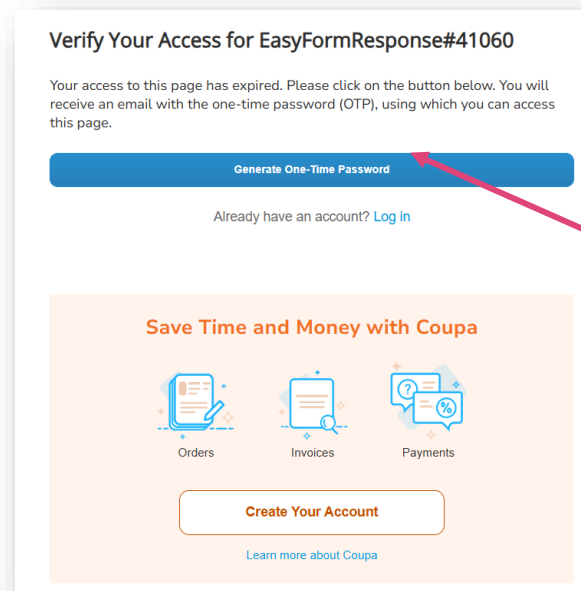 Verify Your Access for EasyFormResponse#41060
Your access to this page has expired. Please click on the button below. You will
receive an email with the one-time password (OTP), using which you can access
this page.
Generate One-Time Password
Already have an account? Log in
Save Time and Money with Coupa
? %
Orders Invoices Payments
Create Your Account
Learn more about Coupa